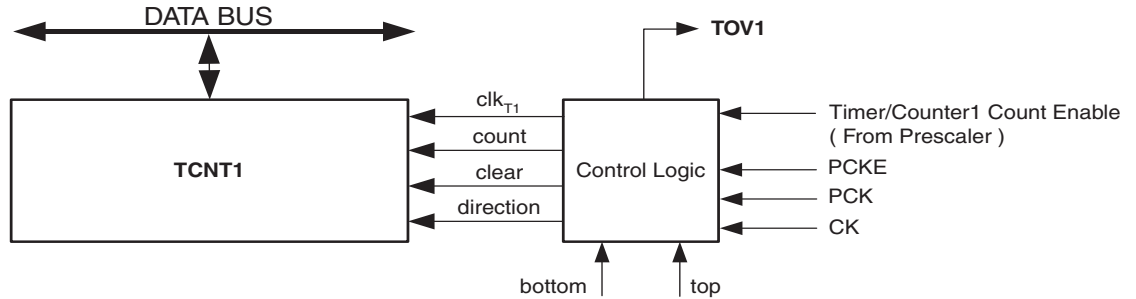 DATA BUS
TOV1
TCNT1
clkT1
count
clear
direction
Control Logic
Timer/Counter1 Count Enable
( From Prescaler )
PCKE
PCK
CK
bottom
top